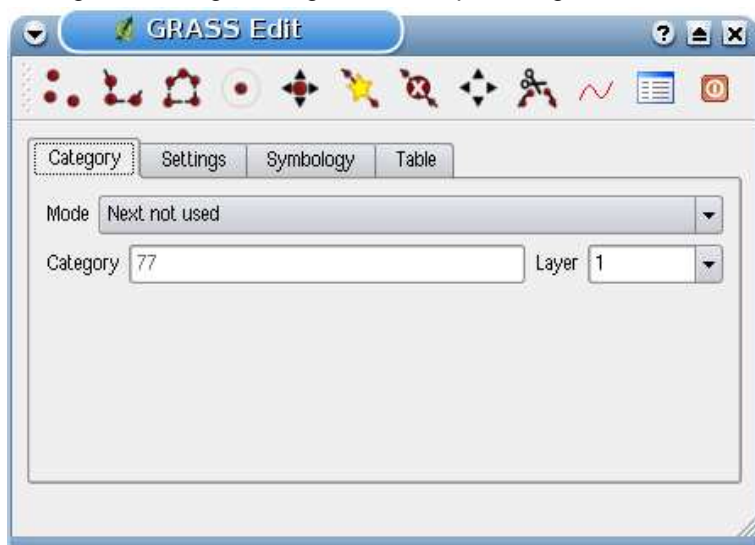 GRASS Edit
Category Settings Symbology Table
Mode Next not used
Category 77 Layer 1